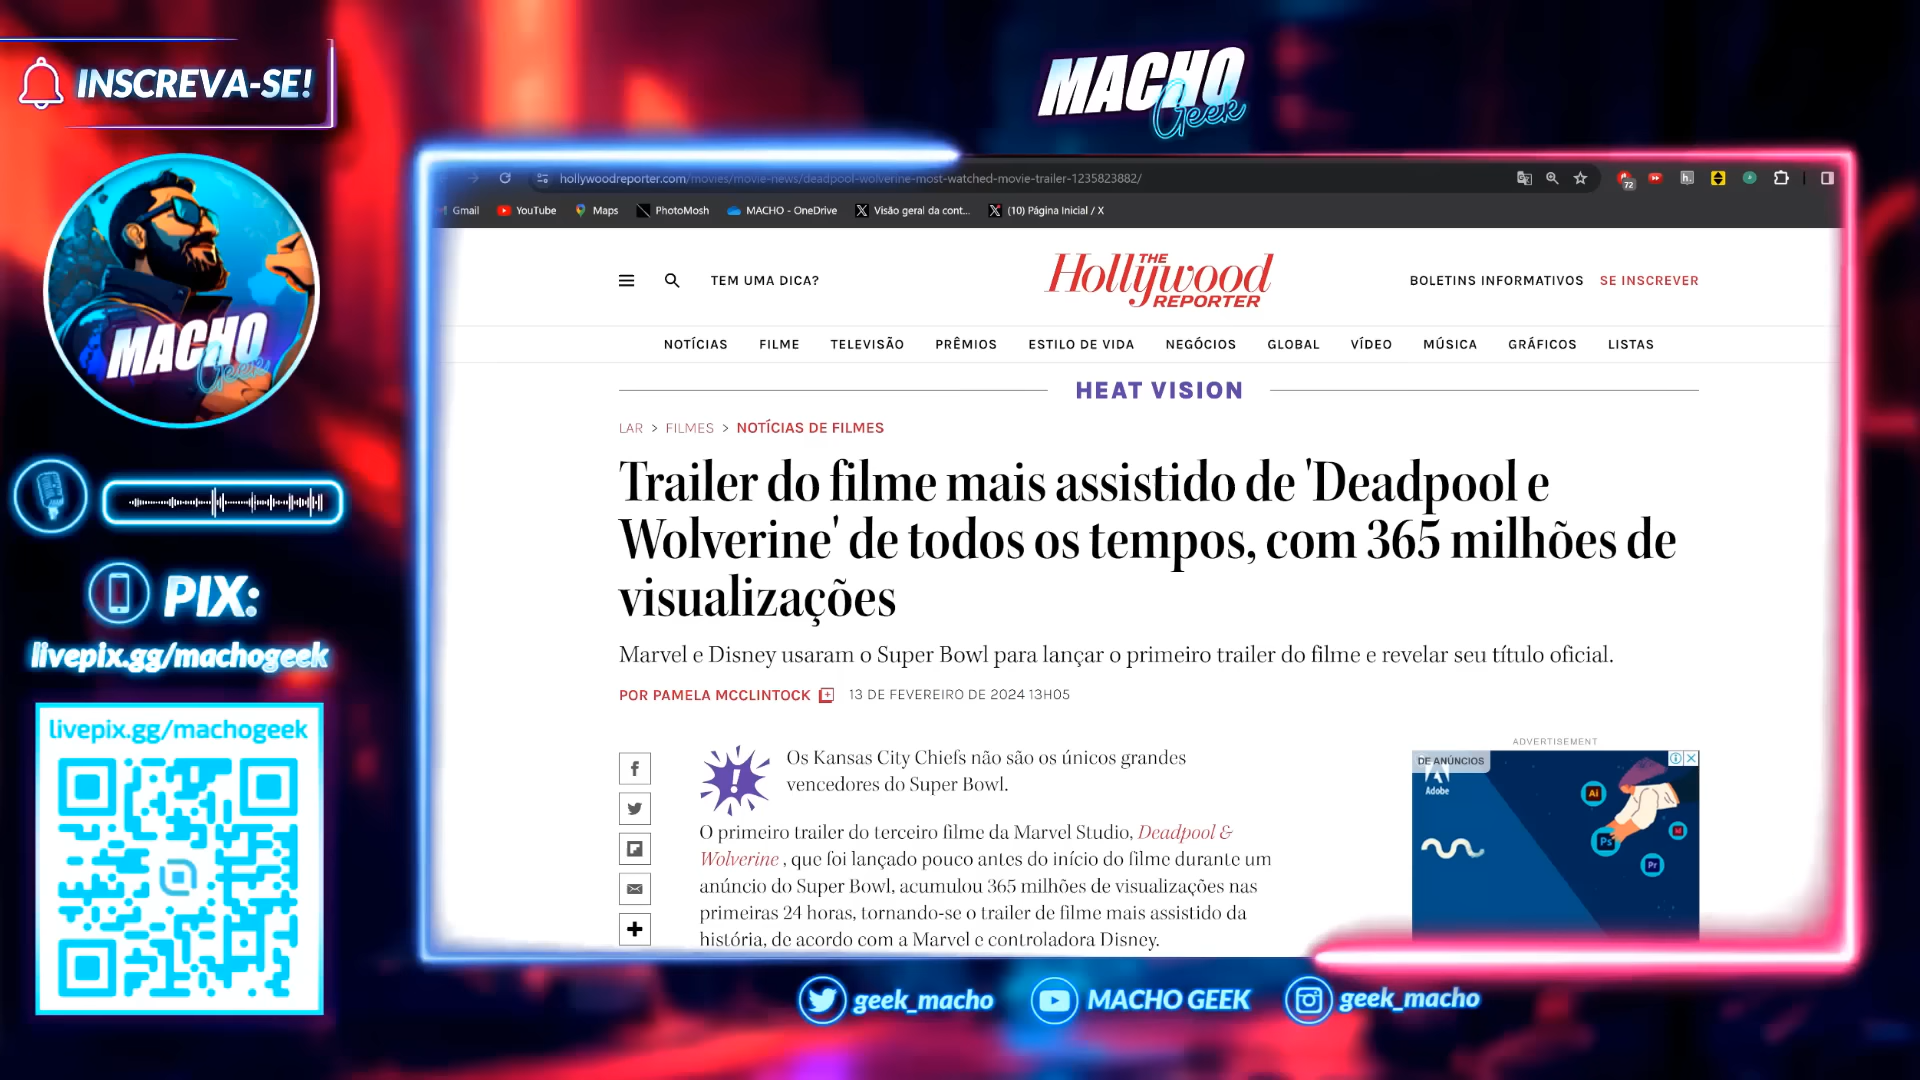 INSCREVA-SE!
MACHO
Geek
MACHO
Geek
PIX:
livepix.gg/machogeek
livepix.gg/machogeek
hollywoodreporter.com/movies/movie-news/deadpool-wolverine-most-watched-movie-trailer-1235823882/
72
Gmail YouTube Maps PhotoMosh MACHO - OneDrive Visão geral da cont... (10) Página Inicial / X
TEM UMA DICA?
THE
Hollywood
REPORTER
BOLETINS INFORMATIVOS SE INSCREVER
NOTÍCIAS FILME TELEVISÃO PRÊMIOS ESTILO DE VIDA NEGÓCIOS GLOBAL VÍDEO MÚSICA GRÁFICOS LISTAS
HEAT VISION
LAR > FILMES > NOTÍCIAS DE FILMES
Trailer do filme mais assistido de 'Deadpool e
Wolverine' de todos os tempos, com 365 milhões de
visualizações
Marvel e Disney usaram o Super Bowl para lançar o primeiro trailer do filme e revelar seu título oficial.
POR PAMELA MCCLINTOCK 13 DE FEVEREIRO DE 2024 13H05
Os Kansas City Chiefs não são os únicos grandes
vencedores do Super Bowl.
O primeiro trailer do terceiro filme da Marvel Studio, Deadpool &
Wolverine , que foi lançado pouco antes do início do filme durante um
anúncio do Super Bowl, acumulou 365 milhões de visualizações nas
primeiras 24 horas, tornando-se o trailer de filme mais assistido da
história, de acordo com a Marvel e controladora Disney.
ADVERTISEMENT
DE ANÚNCIOS
Adobe
Ai
Ps
Pr
geek_macho MACHO GEEK geek_macho